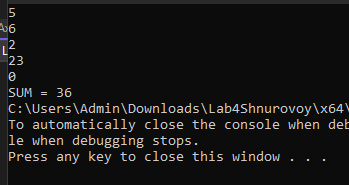 5
6
2
23
0
SUM = 36
C:\Users\Admin\Downloads\Lab4Shnurovoy\x64\
To automatically close the console when deb
le when debugging stops.
Press any key to close this window . . .